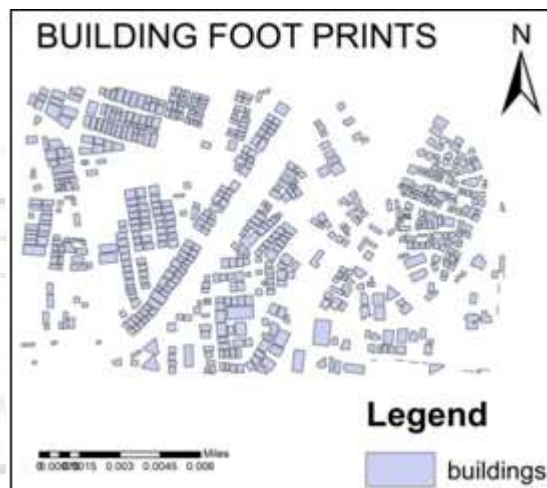 BUILDING FOOT PRINTS
N
Miles
0.003 0.0045 0.006
Legend
buildings